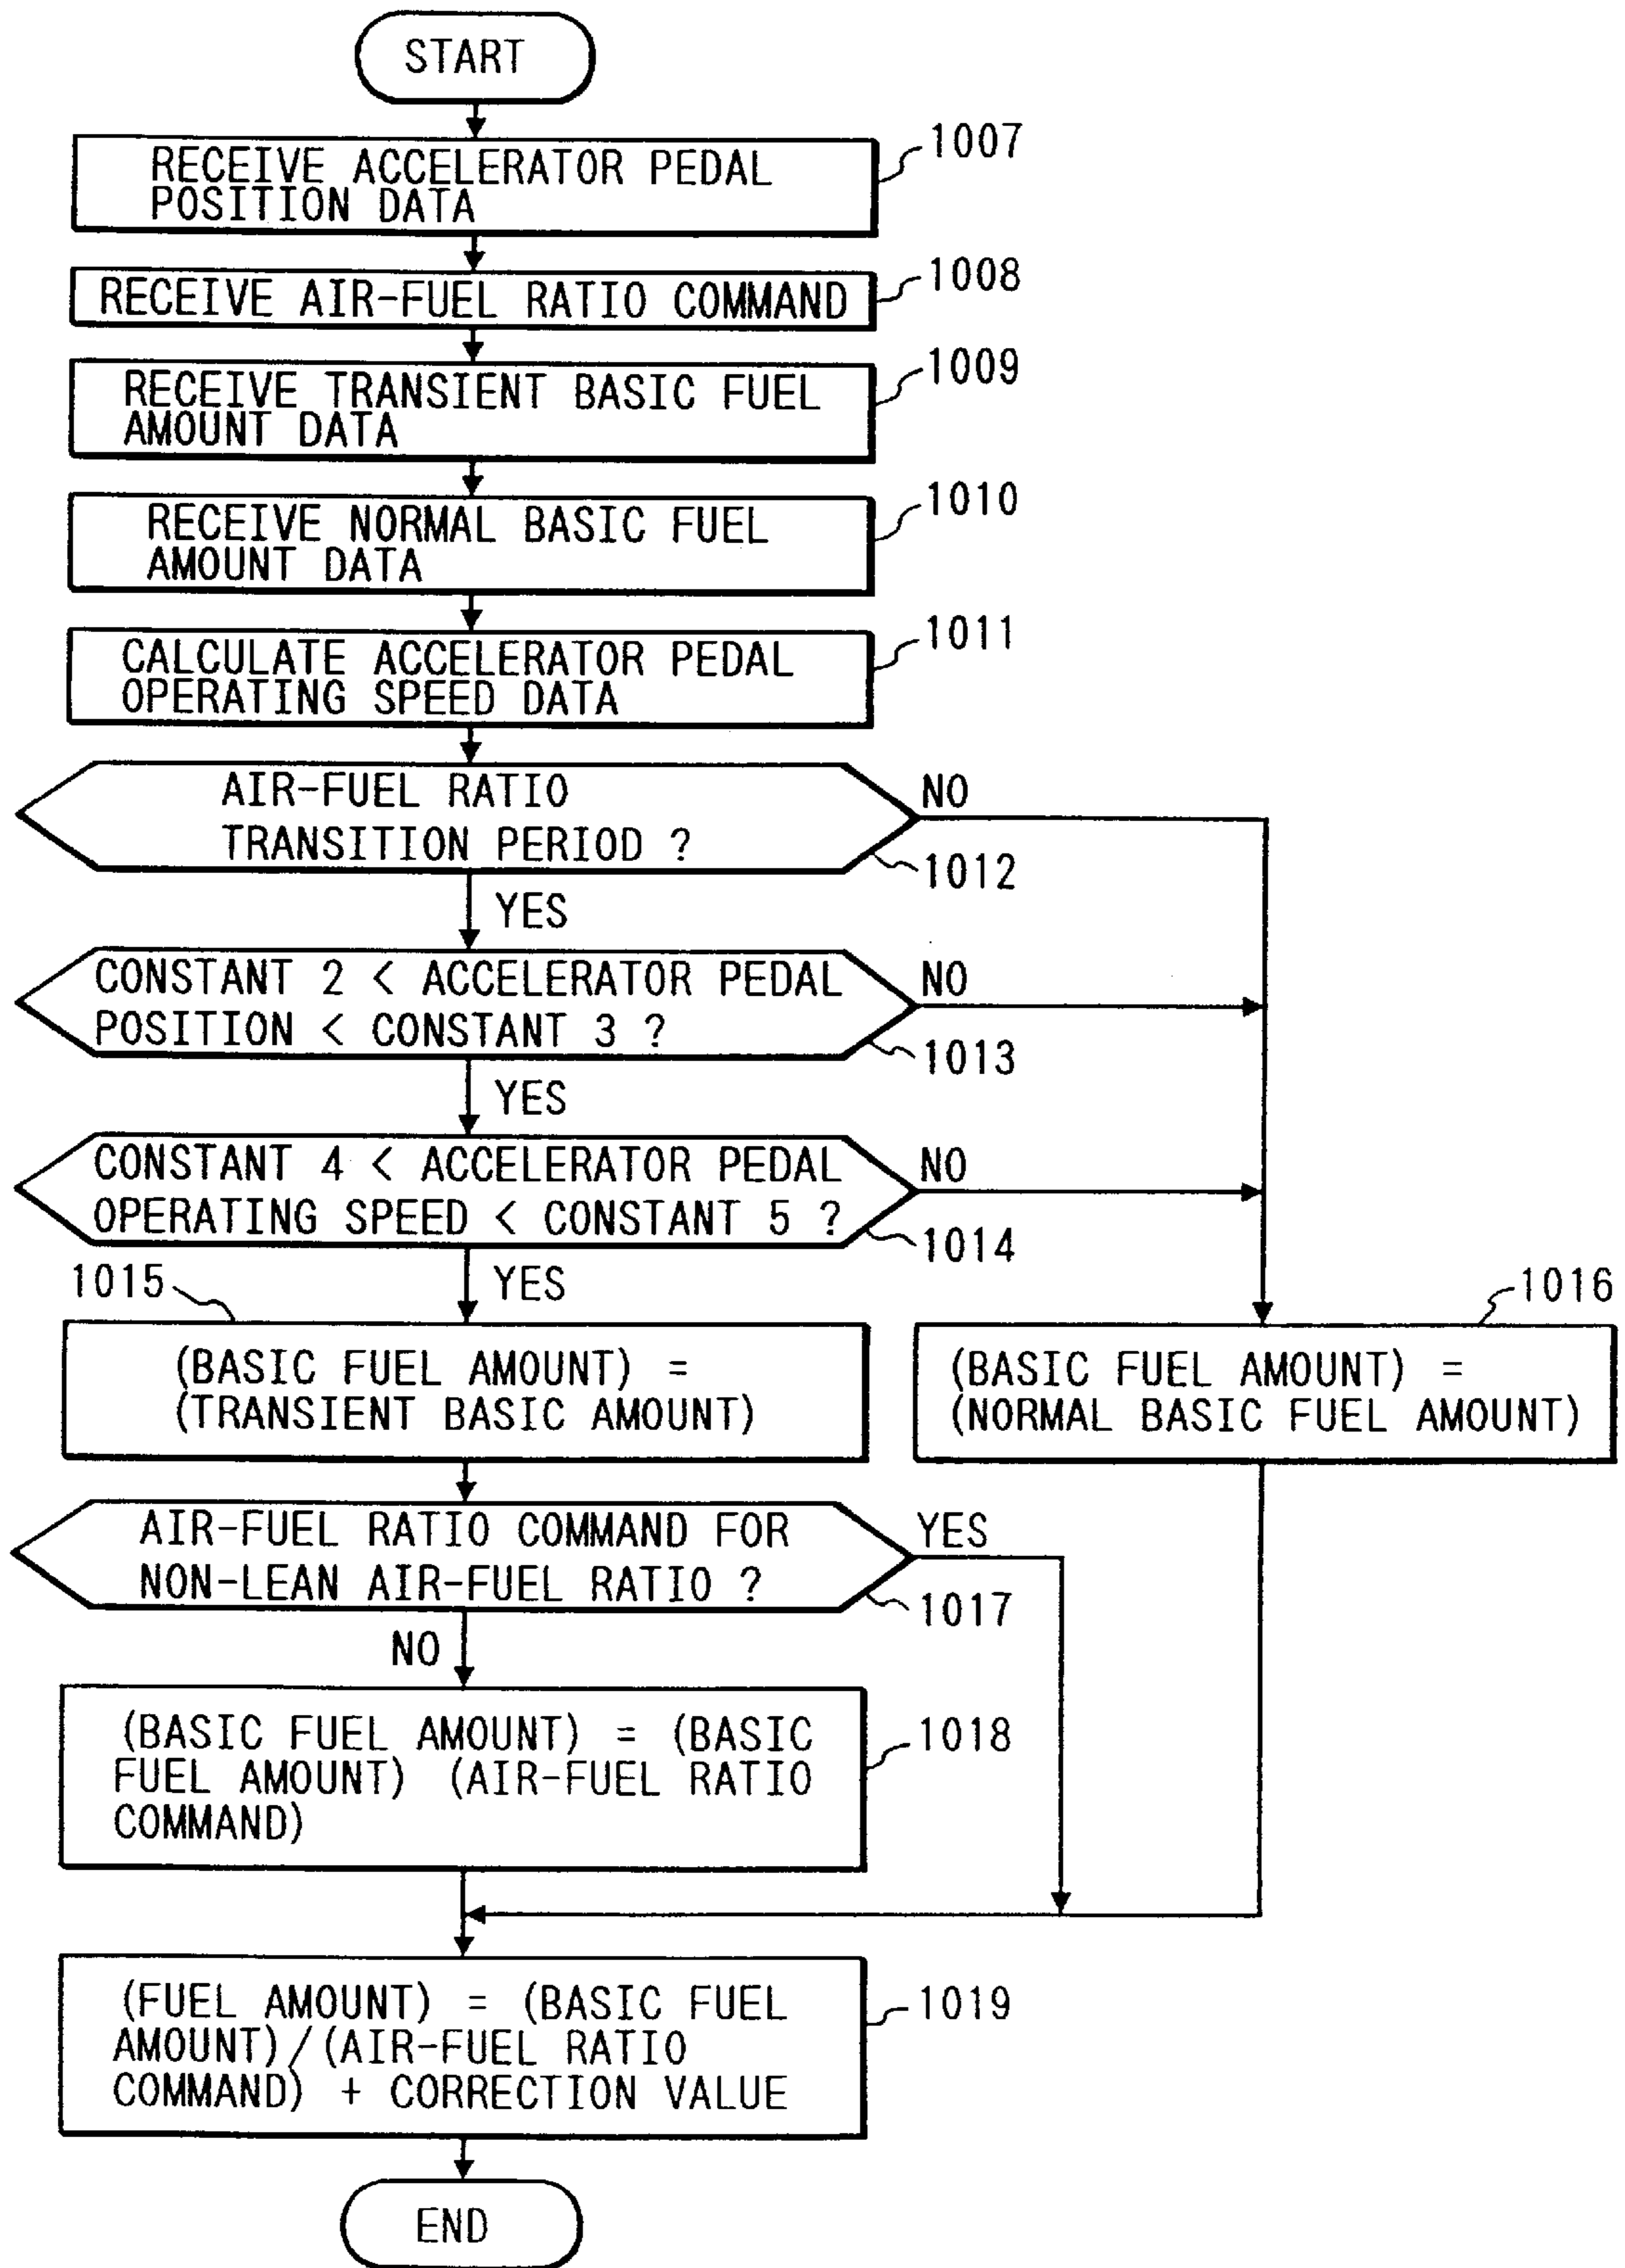 START
RECEIVE ACCELERATOR PEDAL
POSITION DATA
1007
RECEIVE AIR-FUEL RATIO COMMAND
1008
RECEIVE TRANSIENT BASIC FUEL
AMOUNT DATA
1009
RECEIVE NORMAL BASIC FUEL
AMOUNT DATA
1010
CALCULATE ACCELERATOR PEDAL
OPERATING SPEED DATA
1011
AIR-FUEL RATIO
TRANSITION PERIOD ?
NO
1012
YES
CONSTANT 2 < ACCELERATOR PEDAL
POSITION < CONSTANT 3 ?
NO
1013
YES
CONSTANT 4 < ACCELERATOR PEDAL
OPERATING SPEED < CONSTANT 5 ?
NO
1014
YES
1015
(BASIC FUEL AMOUNT) =
(TRANSIENT BASIC AMOUNT)
1016
(BASIC FUEL AMOUNT) =
(NORMAL BASIC FUEL AMOUNT)
AIR-FUEL RATIO COMMAND FOR
NON-LEAN AIR-FUEL RATIO ?
YES
1017
NO
(BASIC FUEL AMOUNT) = (BASIC
FUEL AMOUNT) (AIR-FUEL RATIO
COMMAND)
1018
(FUEL AMOUNT) = (BASIC FUEL
AMOUNT)/(AIR-FUEL RATIO
COMMAND) + CORRECTION VALUE
1019
END